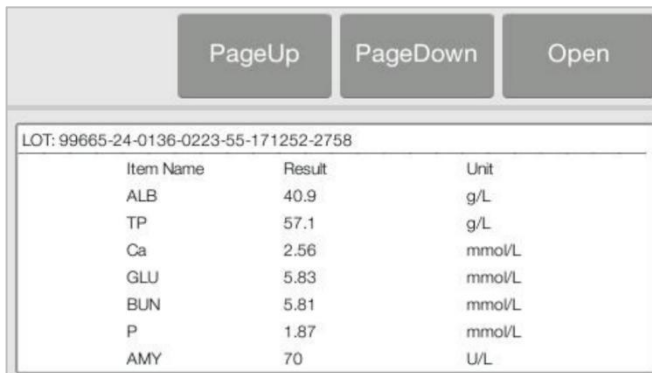 PageUp PageDown Open
LOT: 99665-24-0136-0223-55-171252-2758
Item Name Result Unit
ALB 40.9 g/L
TP 57.1 g/L
Ca 2.56 mmol/L
GLU 5.83 mmol/L
BUN 5.81 mmol/L
P 1.87 mmol/L
AMY 70 U/L